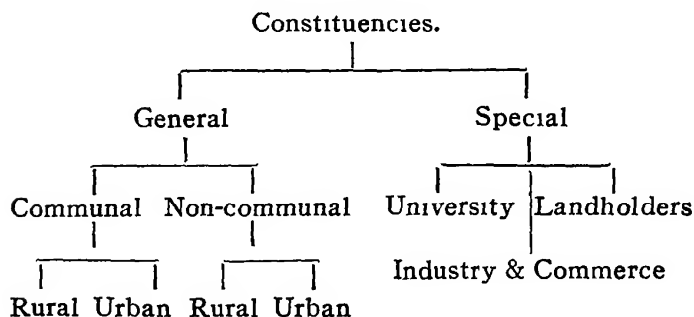 Constituencies.
General Special
Communal Non-communal University Landholders
Industry & Commerce
Rural Urban Rural Urban